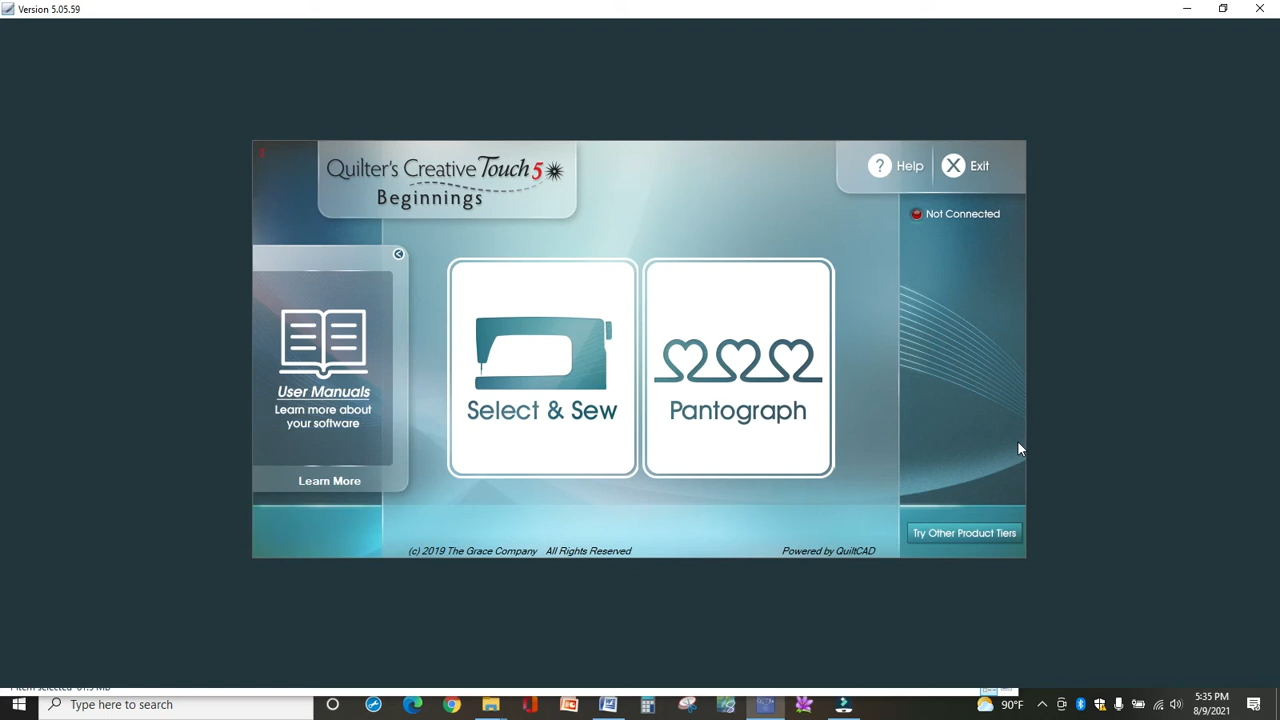 Version 5.05.59
Quilter's Creative Touch 5
Beginnings
Help
Exit
Not Connected
User Manuals
Learn more about
your software
Learn More
Select & Sew
Pantograph
Try Other Product Tiers
(c) 2019 The Grace Company All Rights Reserved
Powered by QuiltCAD
Type here to search
90°F
5:35 PM
8/9/2021